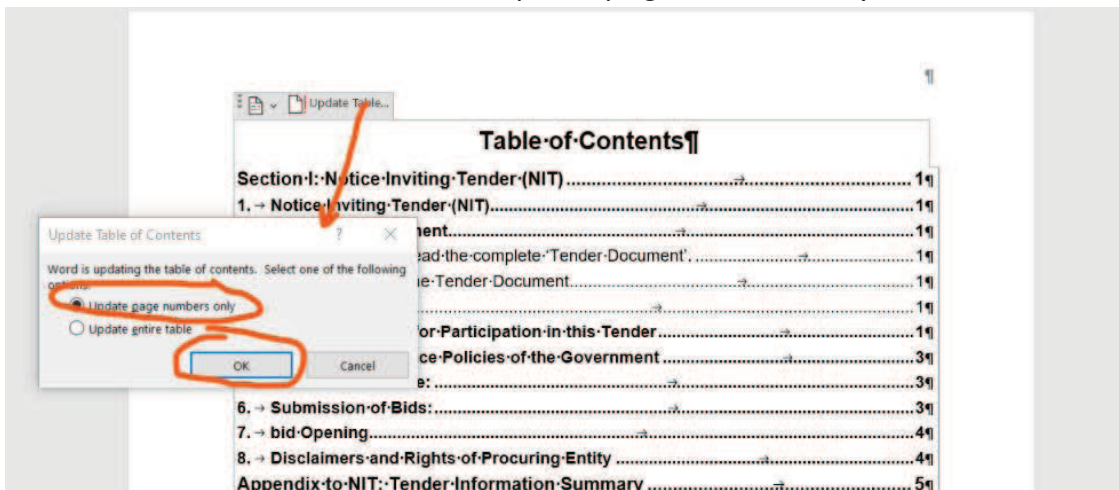 ¶
Update Table...
Table·of·Contents¶
Section·I:·Notice·Inviting·Tender·(NIT) ...→... 1¶
1.→Notice·Inviting·Tender·(NIT)...→...1¶
ent...→...1¶
ead·the·complete·'Tender·Document'. ...→...1¶
e·Tender·Document...→...1¶
...→...1¶
or·Participation·in·this·Tender...→...1¶
ce·Policies·of·the·Government ...→...3¶
e: ...→...3¶
6.→Submission·of·Bids:...→...3¶
7.→bid·Opening...→...4¶
8.→Disclaimers·and·Rights·of·Procuring·Entity ...→...4¶
Appendix·to·NIT:·Tender·Information·Summary ...→... 5¶
Update Table of Contents ? ×
Word is updating the table of contents. Select one of the following
options:
Update page numbers only
Update entire table
OK Cancel